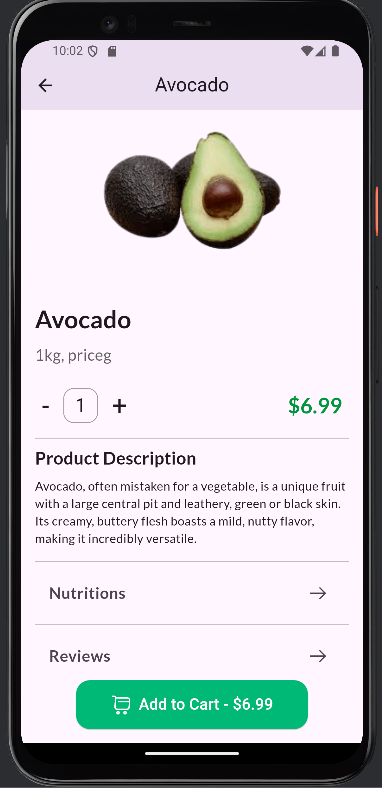 10:02
Avocado
Avocado
1kg, priceg
- 1 + $6.99
Product Description
Avocado, often mistaken for a vegetable, is a unique fruit
with a large central pit and leathery, green or black skin.
Its creamy, buttery flesh boasts a mild, nutty flavor,
making it incredibly versatile.
Nutritions
Reviews
Add to Cart - $6.99